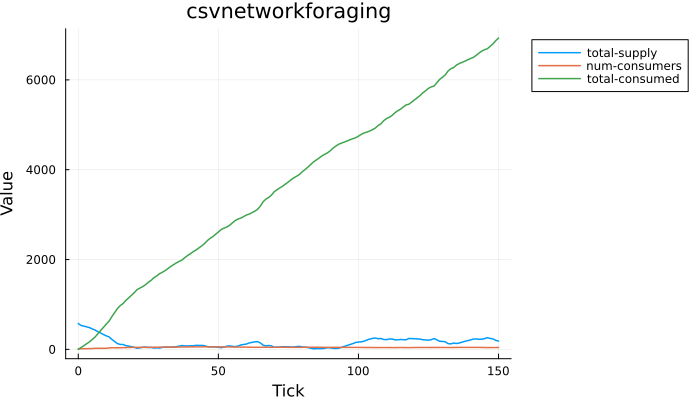 csvnetworkforaging
total-supply
num-consumers
total-consumed
Value
6000
4000
2000
0
0 50 100 150
Tick